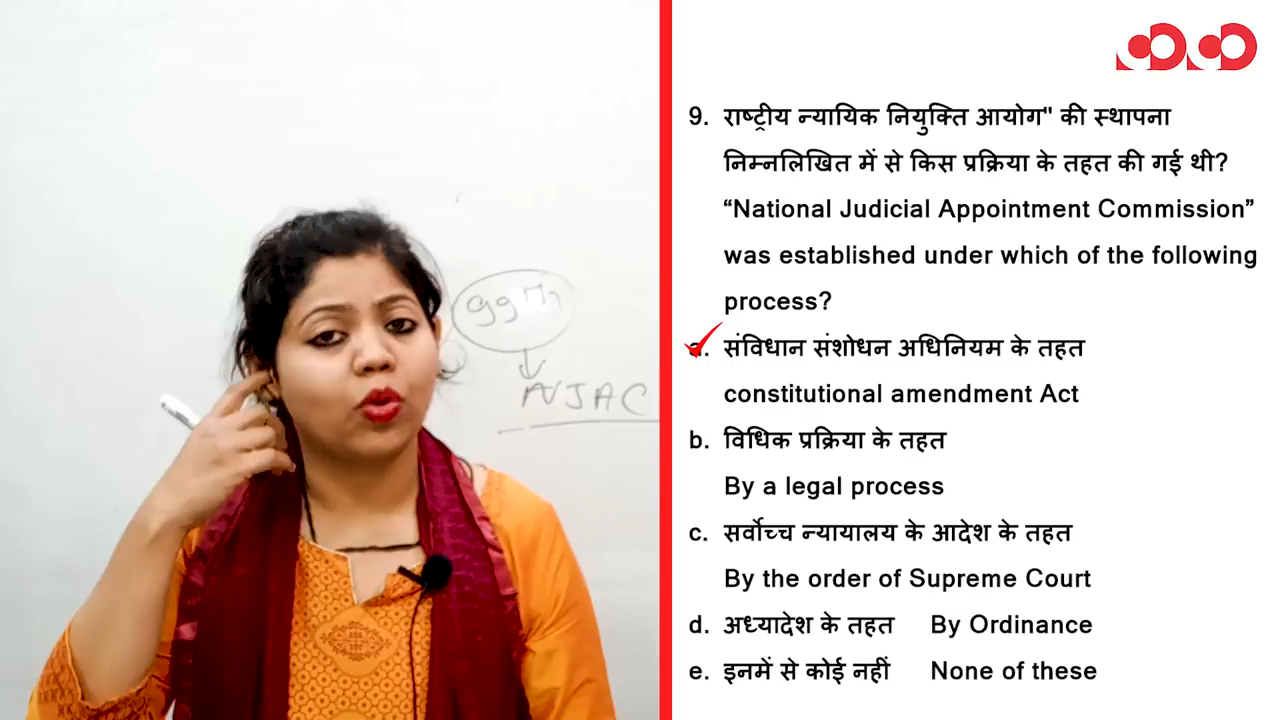 99वां
NJAC
9. राष्ट्रीय न्यायिक नियुक्ति आयोग" की स्थापना
निम्नलिखित में से किस प्रक्रिया के तहत की गई थी?
“National Judicial Appointment Commission”
was established under which of the following
process?
a. संविधान संशोधन अधिनियम के तहत
constitutional amendment Act
b. विधिक प्रक्रिया के तहत
By a legal process
c. सर्वोच्च न्यायालय के आदेश के तहत
By the order of Supreme Court
d. अध्यादेश के तहत By Ordinance
e. इनमें से कोई नहीं None of these